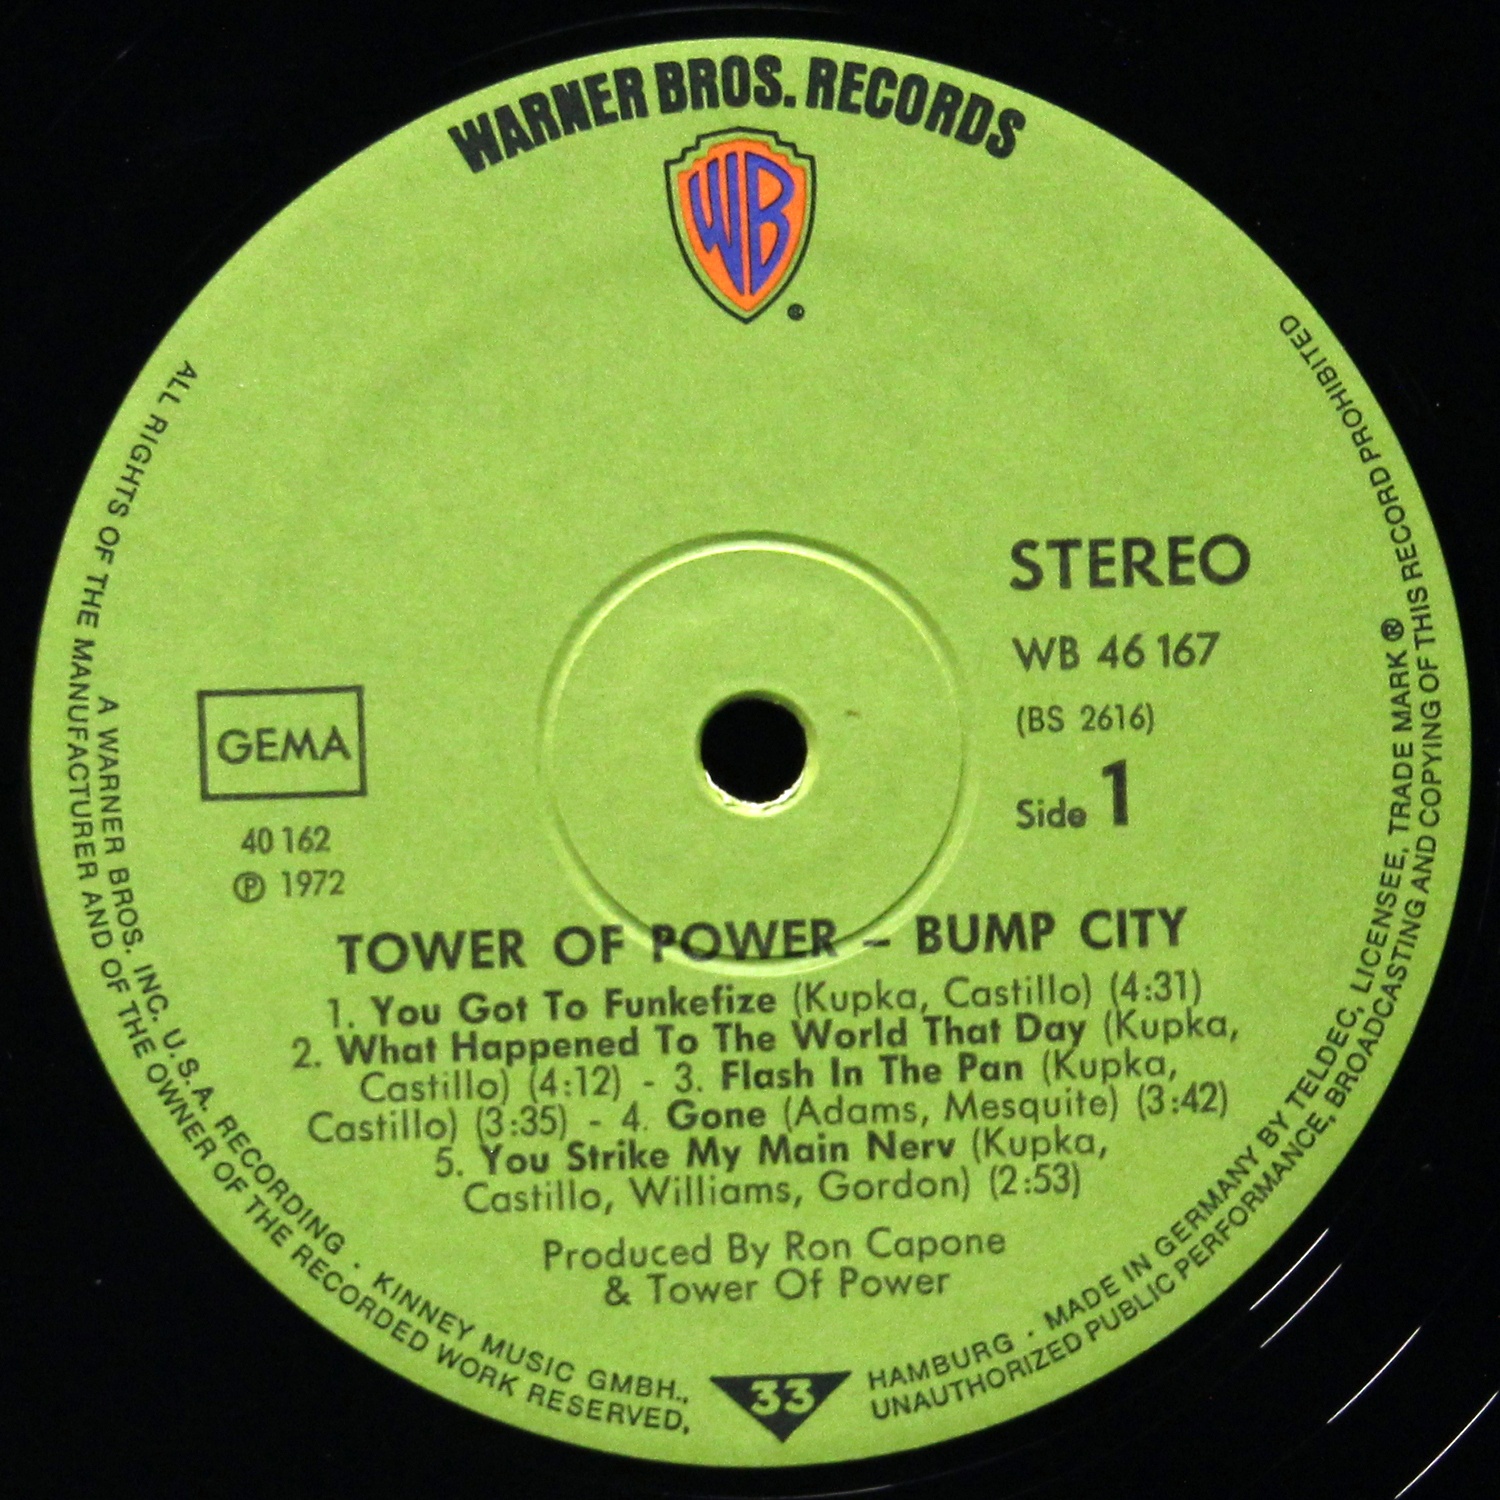 WARNER BROS. RECORDS
WB
®
STEREO
WB 46 167
(BS 2616)
Side 1
GEMA
40 162
℗ 1972
TOWER OF POWER – BUMP CITY
1. You Got To Funkefize (Kupka, Castillo) (4:31)
2. What Happened To The World That Day (Kupka,
Castillo) (4:12) - 3. Flash In The Pan (Kupka,
Castillo) (3:35) - 4. Gone (Adams, Mesquite) (3:42)
5. You Strike My Main Nerv (Kupka,
Castillo, Williams, Gordon) (2:53)
Produced By Ron Capone
& Tower Of Power
33
A WARNER BROS. INC. U.S.A. RECORDING · KINNEY MUSIC GMBH., HAMBURG · MADE IN GERMANY BY TELDEC, LICENSEE, TRADE MARK ®
ALL RIGHTS OF THE MANUFACTURER AND OF THE OWNER OF THE RECORDED WORK RESERVED, UNAUTHORIZED PUBLIC PERFORMANCE, BROADCASTING AND COPYING OF THIS RECORD PROHIBITED